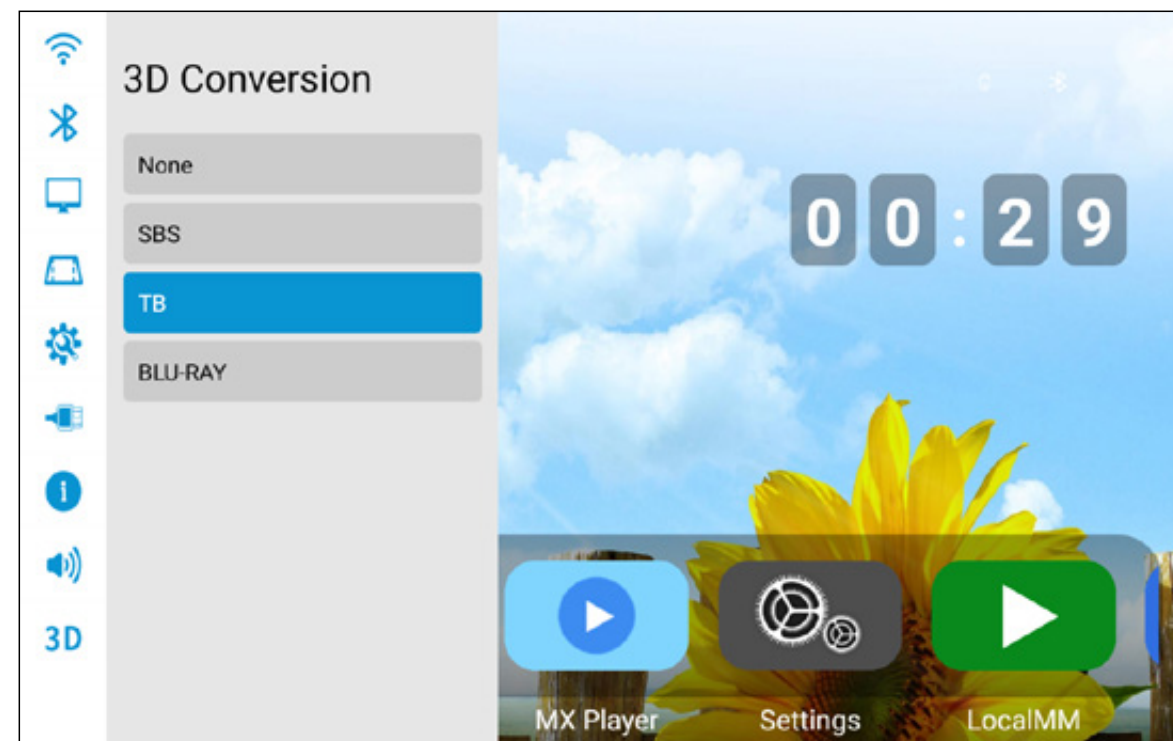 3D Conversion
None
SBS
TB
BLU-RAY
3D
00:29
MX Player
Settings
LocalMM